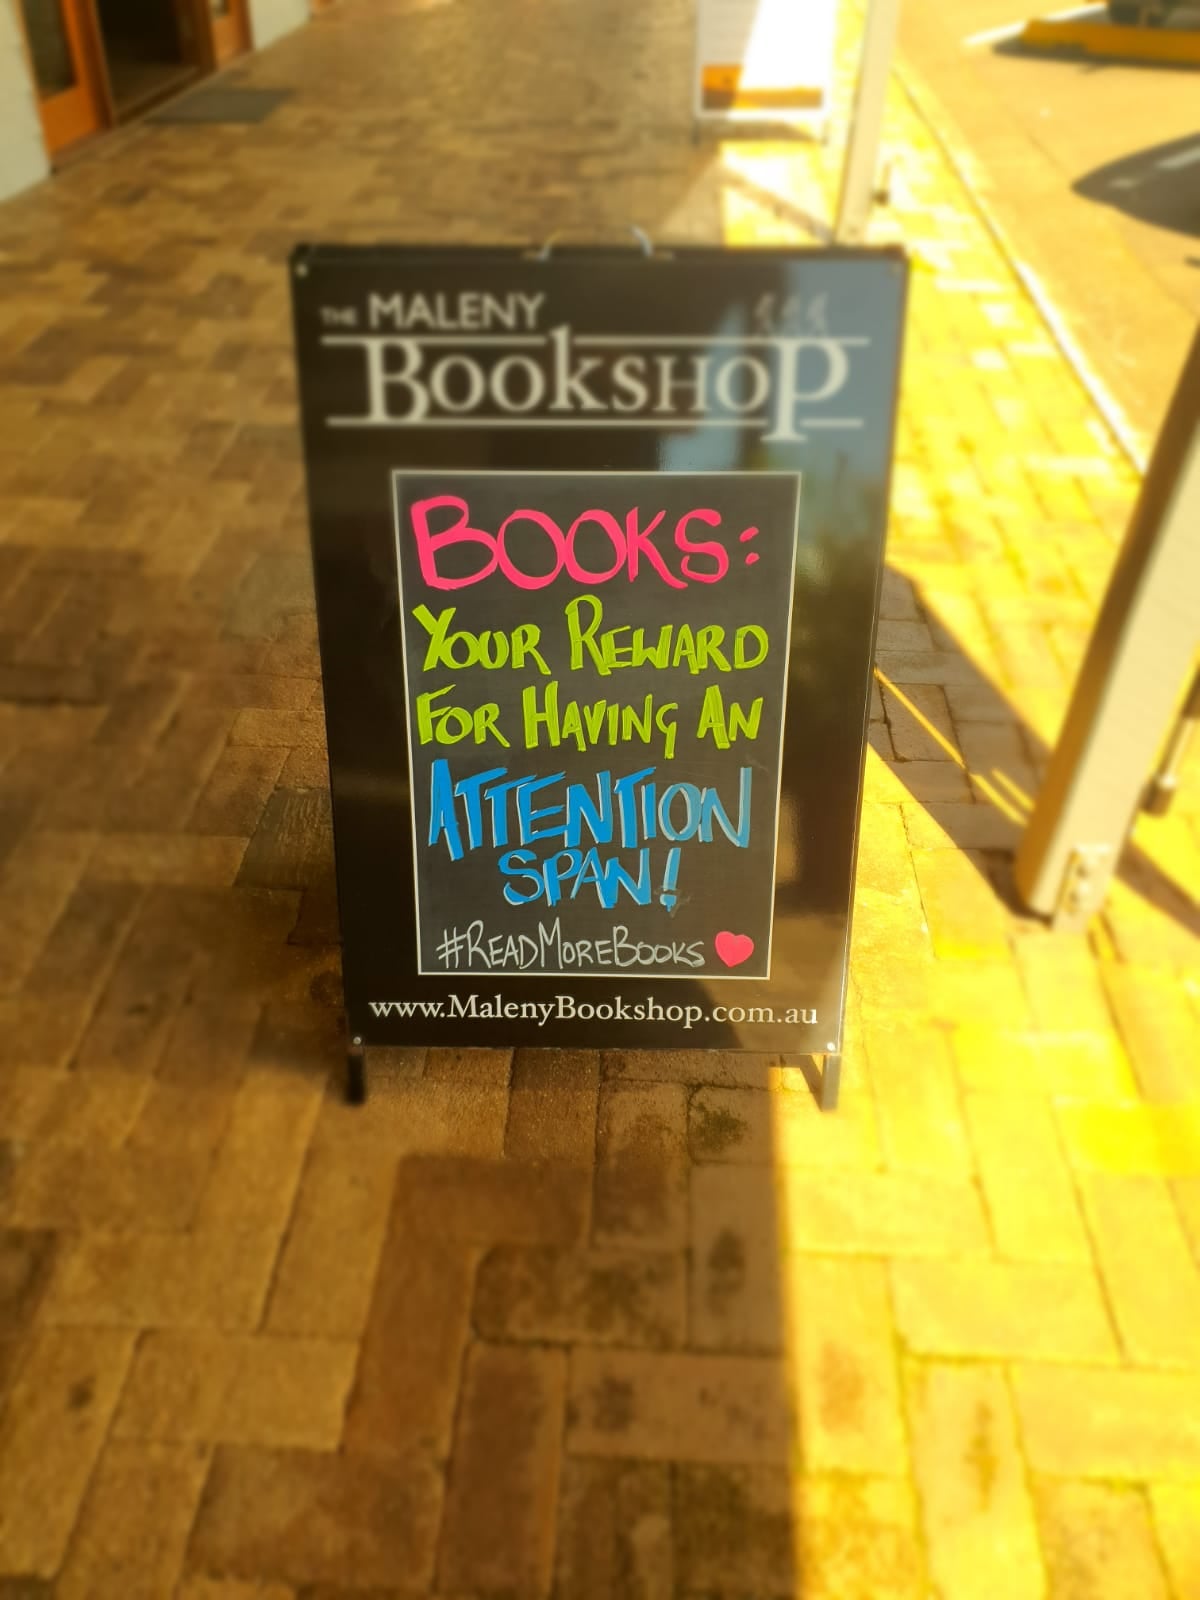 THE MALENY
BOOKSHOP
BOOKS:
YOUR REWARD
FOR HAVING AN
ATTENTION
SPAN!
#READMOREBOOKS
www.MalenyBookshop.com.au